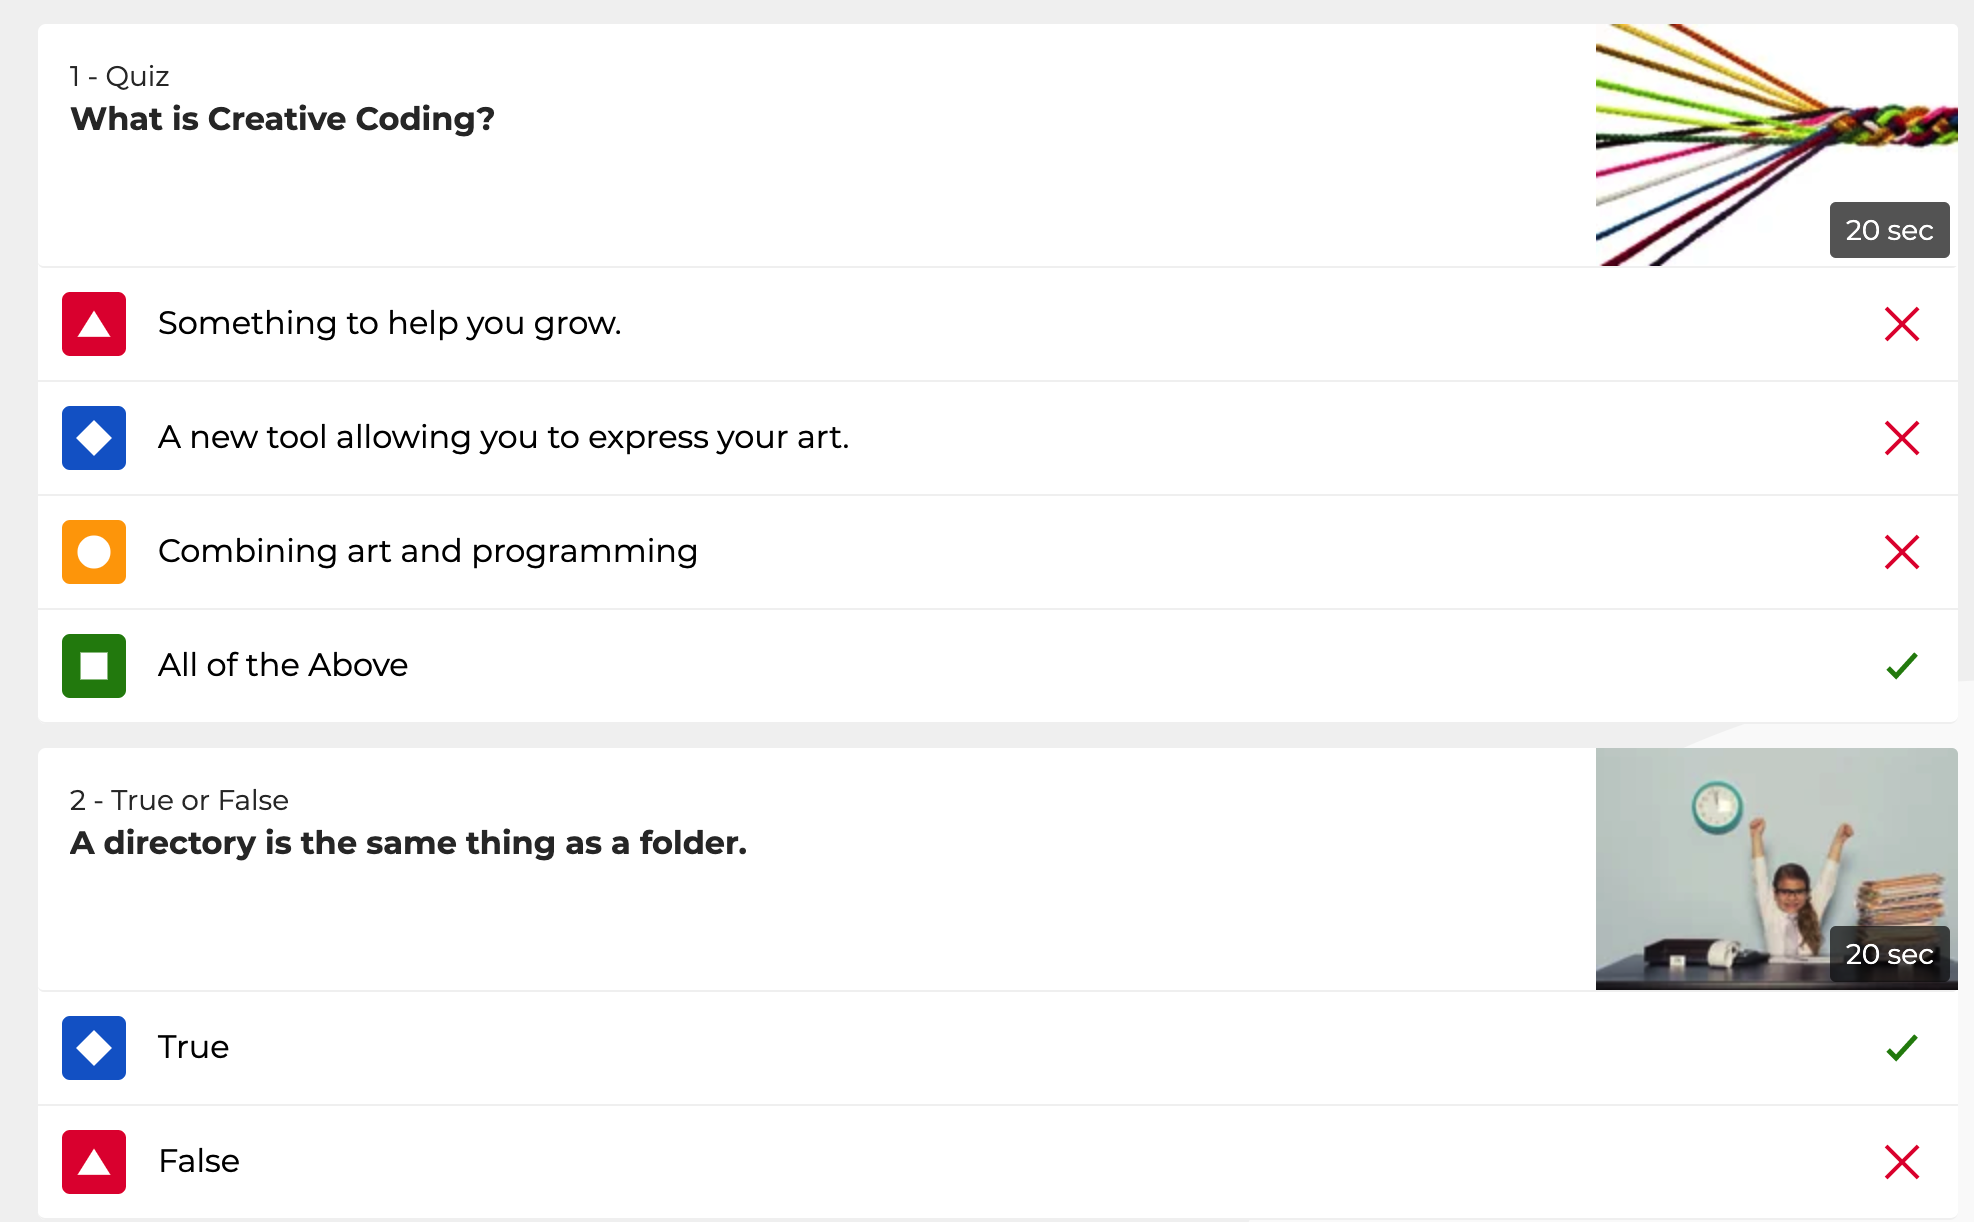 1 - Quiz
What is Creative Coding?
20 sec
Something to help you grow.
A new tool allowing you to express your art.
Combining art and programming
All of the Above
2 - True or False
A directory is the same thing as a folder.
20 sec
True
False